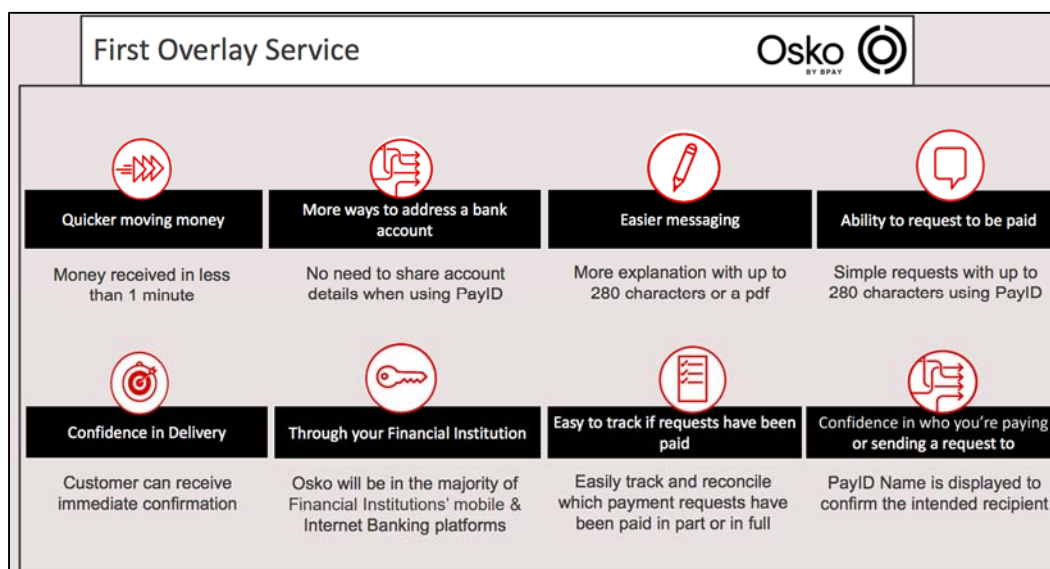 First Overlay Service
Osko
BY BPAY
Quicker moving money
More ways to address a bank
account
Easier messaging
Ability to request to be paid
Money received in less
than 1 minute
No need to share account
details when using PayID
More explanation with up to
280 characters or a pdf
Simple requests with up to
280 characters using PayID
Confidence in Delivery
Through your Financial Institution
Easy to track if requests have been
paid
Confidence in who you're paying
or sending a request to
Customer can receive
immediate confirmation
Osko will be in the majority of
Financial Institutions' mobile &
Internet Banking platforms
Easily track and reconcile
which payment requests have
been paid in part or in full
PayID Name is displayed to
confirm the intended recipient